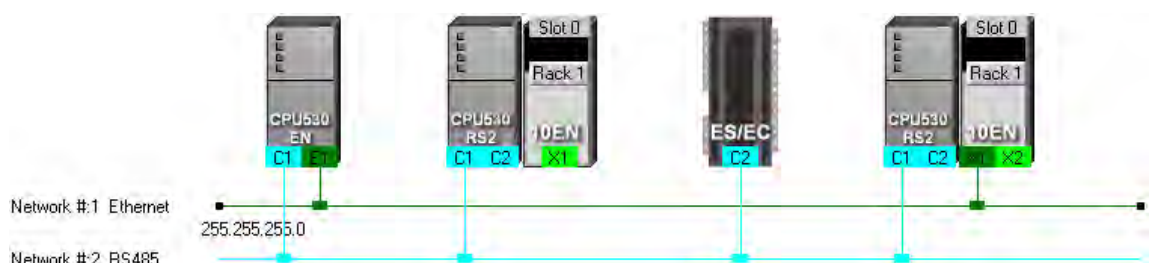 Slot 0
Slot 0
Rack 1
Rack 1
CPU530
EN
CPU530
RS2
10EN
ES/EC
CPU530
RS2
10EN
C1 E1
C1 C2
X1
C2
C1 C2
X1 X2
Network #:1 Ethernet
255.255.255.0
Network #:2 RS485